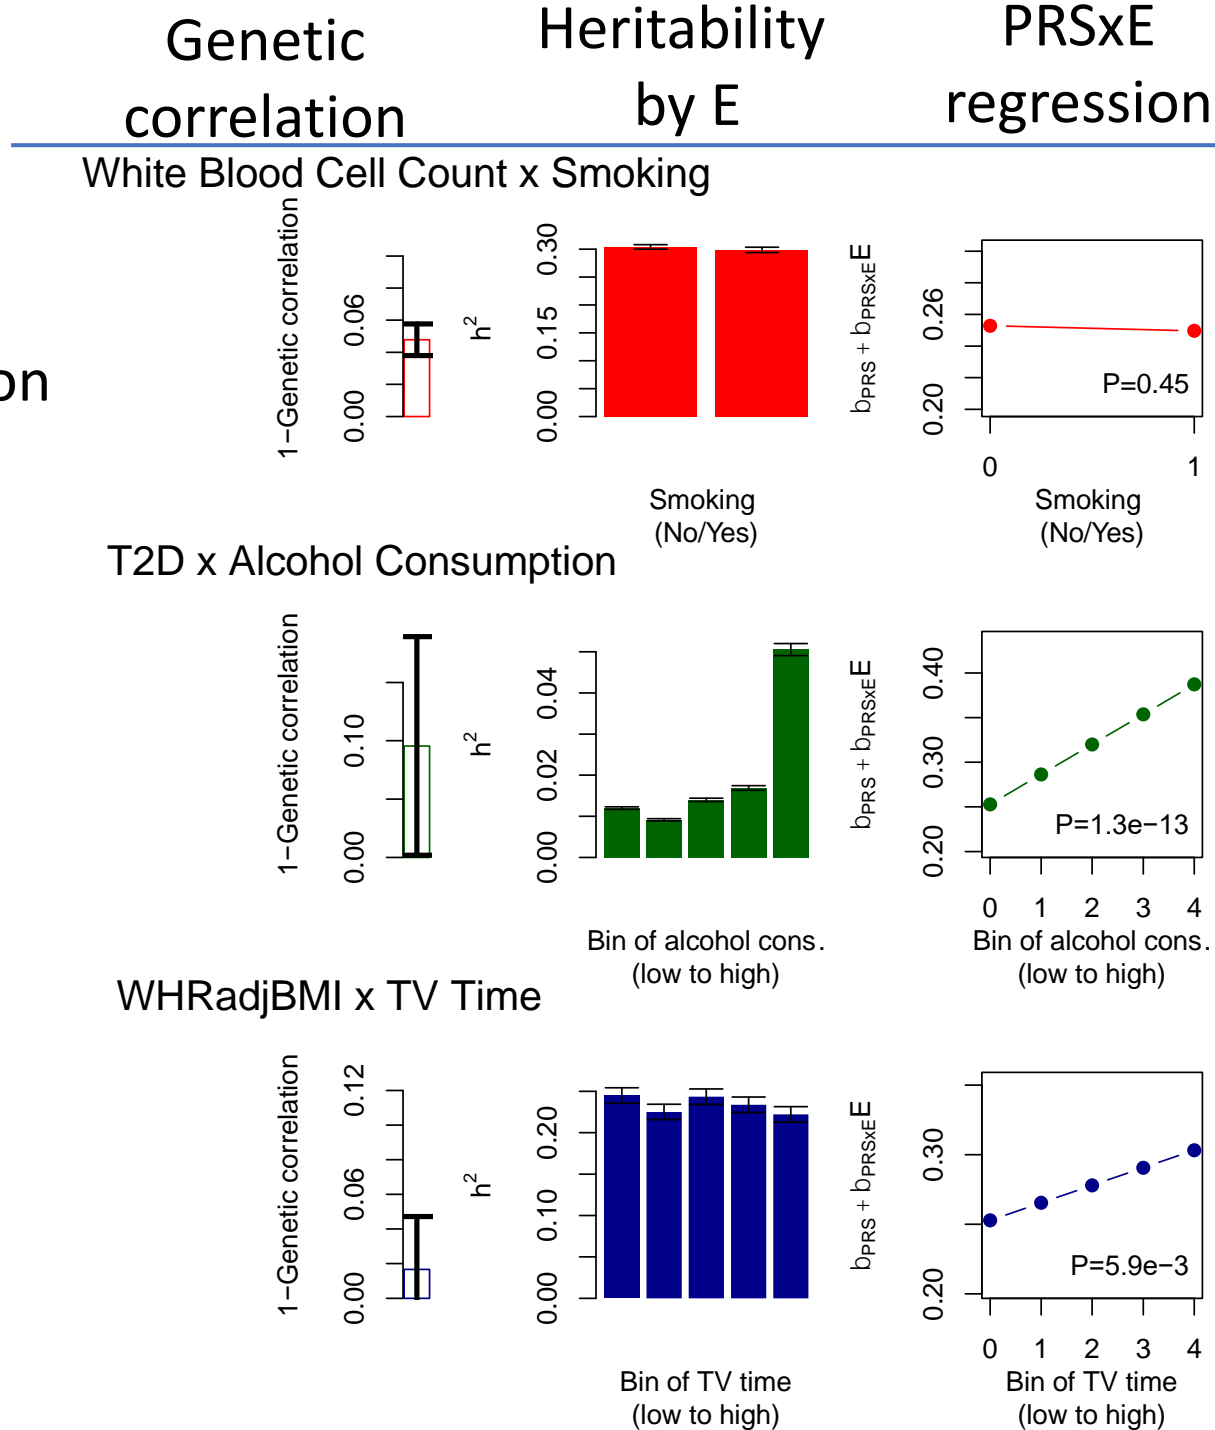 Genetic correlation
Heritability by E
PRSxE regression
on
White Blood Cell Count x Smoking
1−Genetic correlation
0.00 0.06
h²
0.00 0.15 0.30
Smoking
(No/Yes)
bPRS + bPRSxEE
0.20 0.26
P=0.45
0 1
Smoking
(No/Yes)
T2D x Alcohol Consumption
1−Genetic correlation
0.00 0.10
h²
0.00 0.02 0.04
Bin of alcohol cons.
(low to high)
bPRS + bPRSxEE
0.20 0.30 0.40
P=1.3e−13
0 1 2 3 4
Bin of alcohol cons.
(low to high)
WHRadjBMI x TV Time
1−Genetic correlation
0.00 0.06 0.12
h²
0.00 0.10 0.20
Bin of TV time
(low to high)
bPRS + bPRSxEE
0.20 0.30
P=5.9e−3
0 1 2 3 4
Bin of TV time
(low to high)